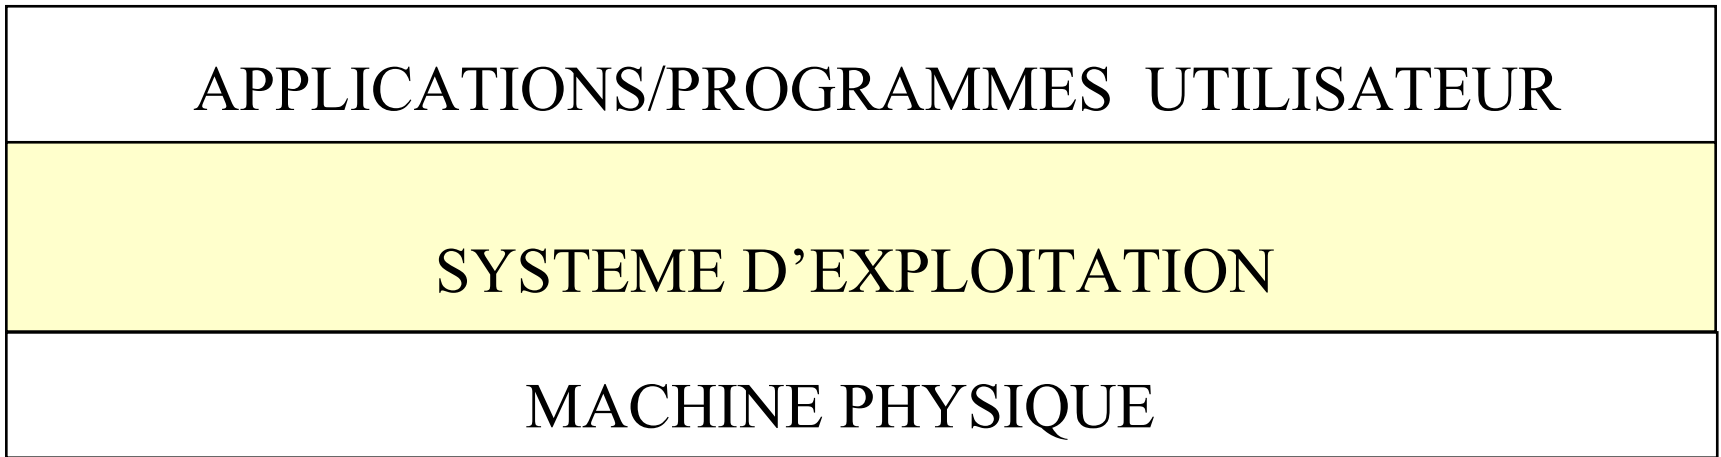 APPLICATIONS/PROGRAMMES UTILISATEUR
SYSTEME D’EXPLOITATION
MACHINE PHYSIQUE